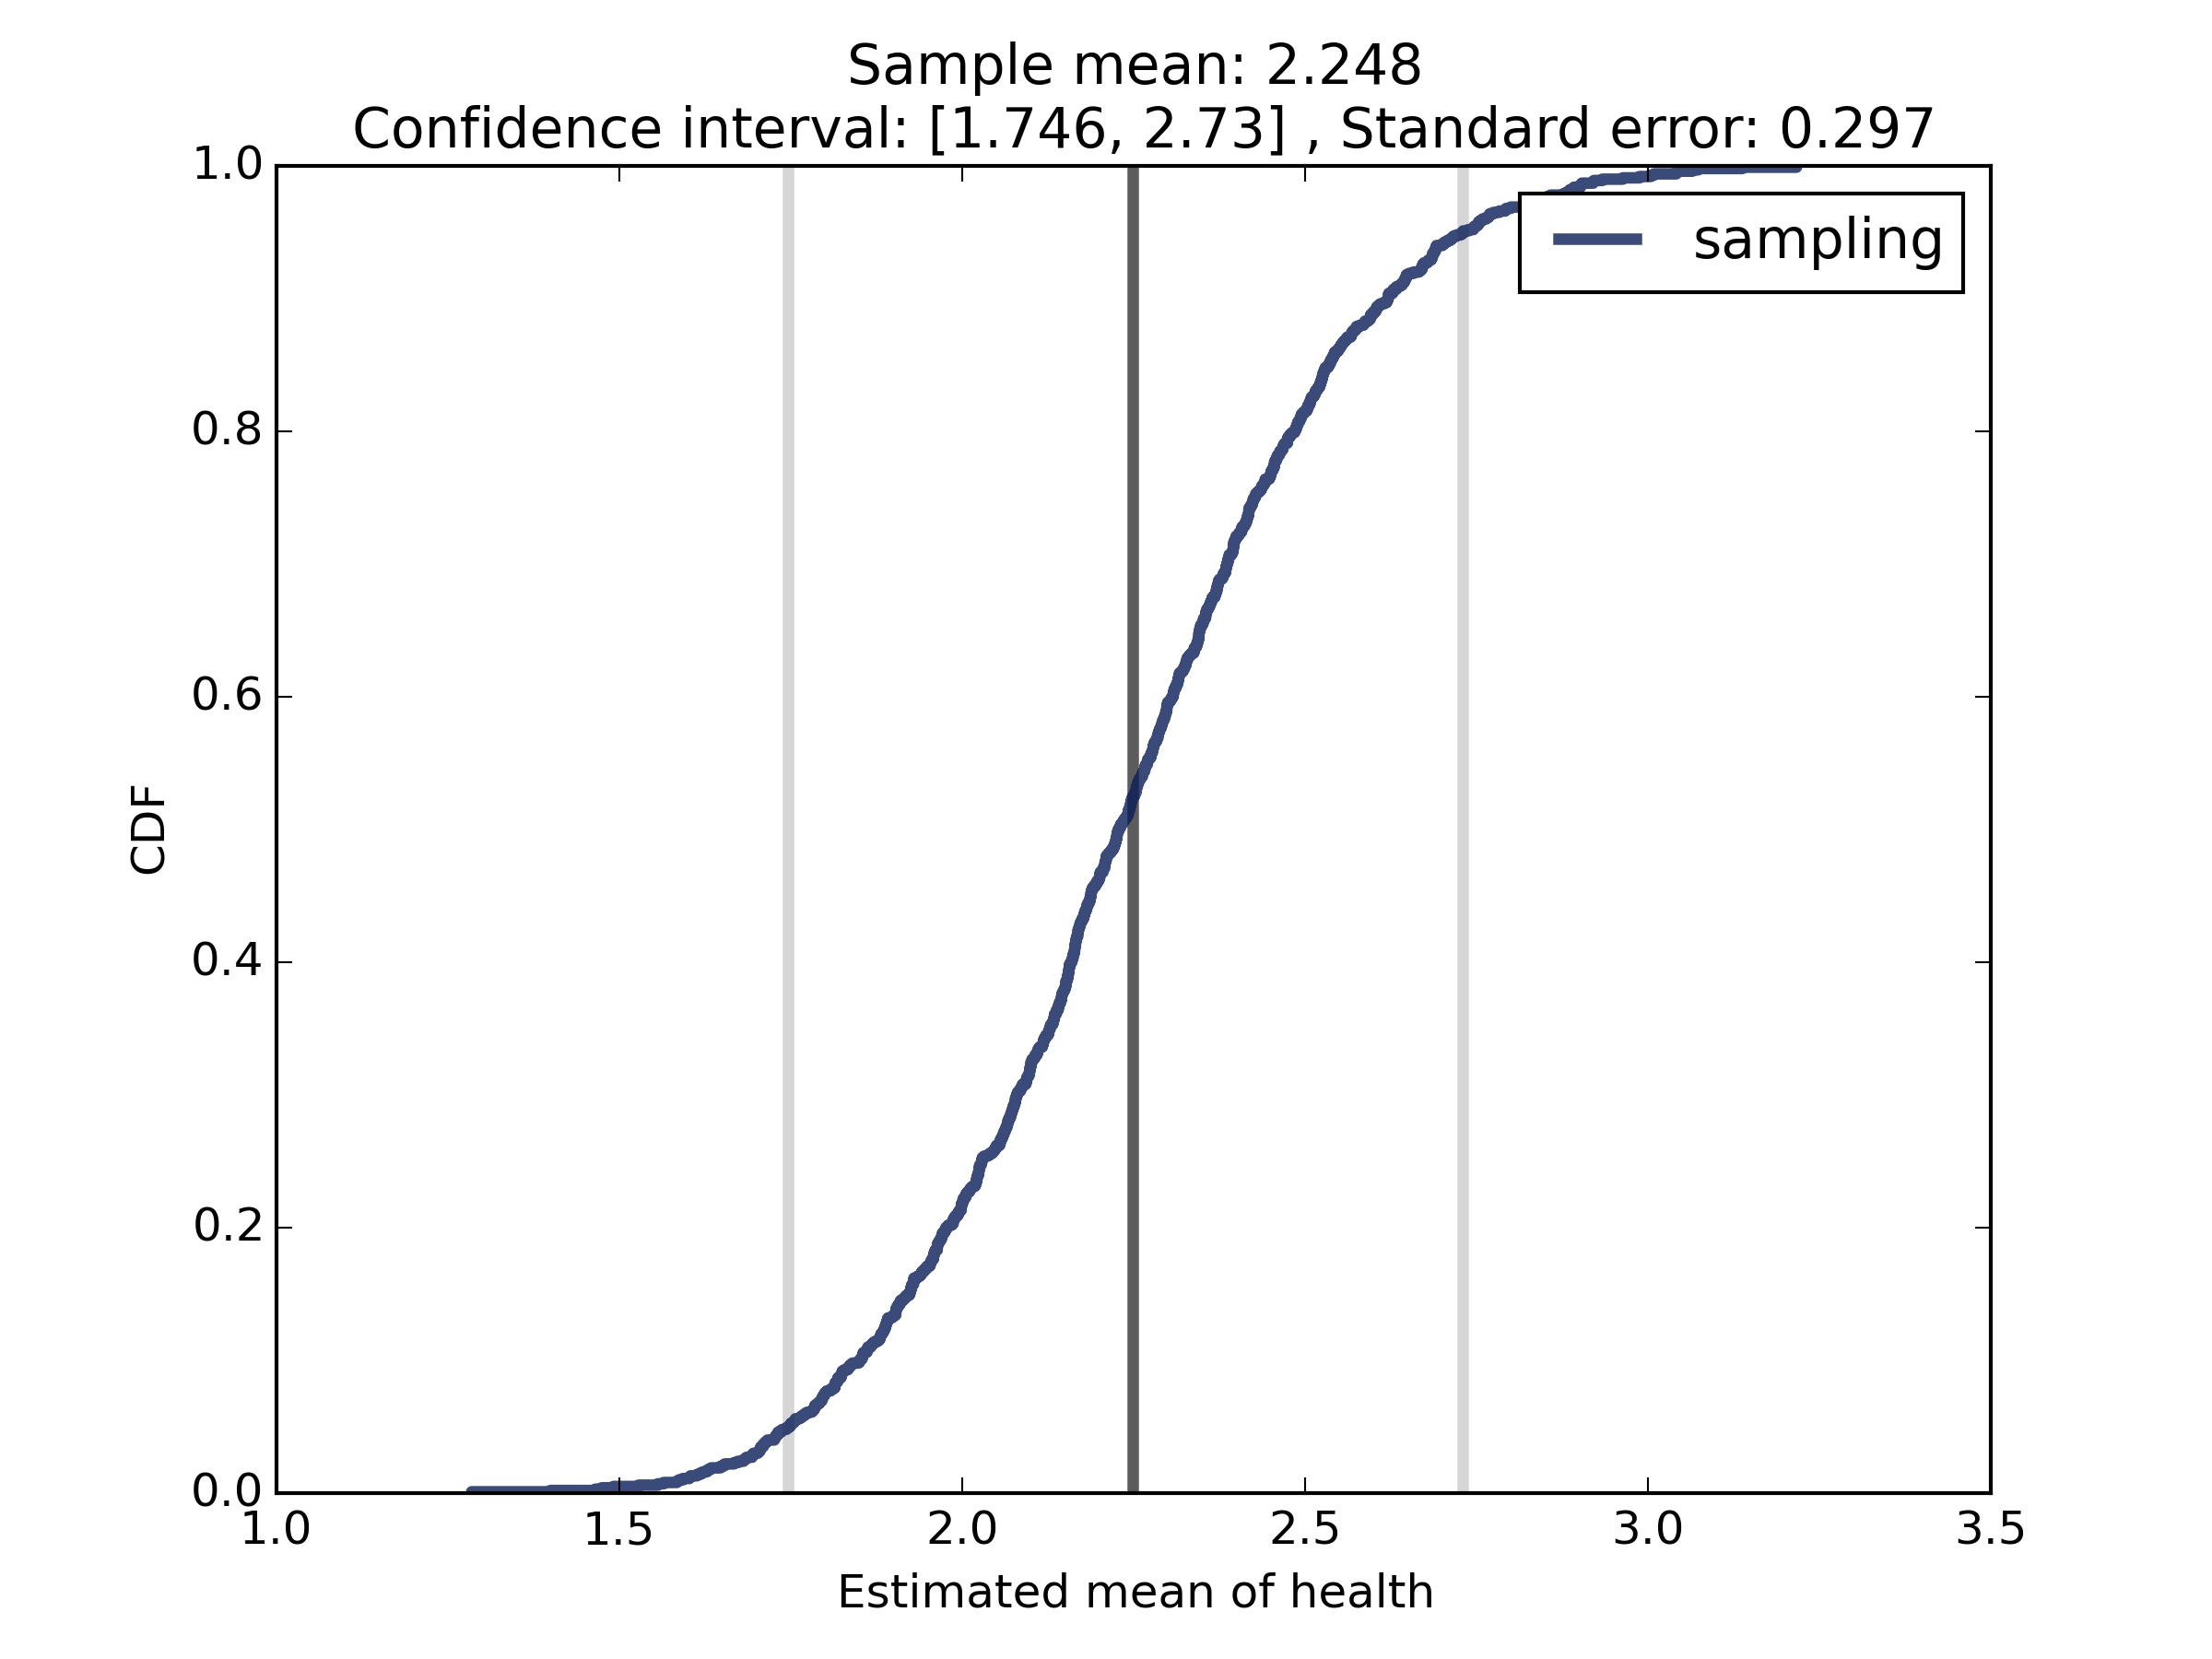 Sample mean: 2.248
Confidence interval: [1.746, 2.73] , Standard error: 0.297
1.0
0.8
0.6
0.4
0.2
0.0
CDF
sampling
1.0 1.5 2.0 2.5 3.0 3.5
Estimated mean of health